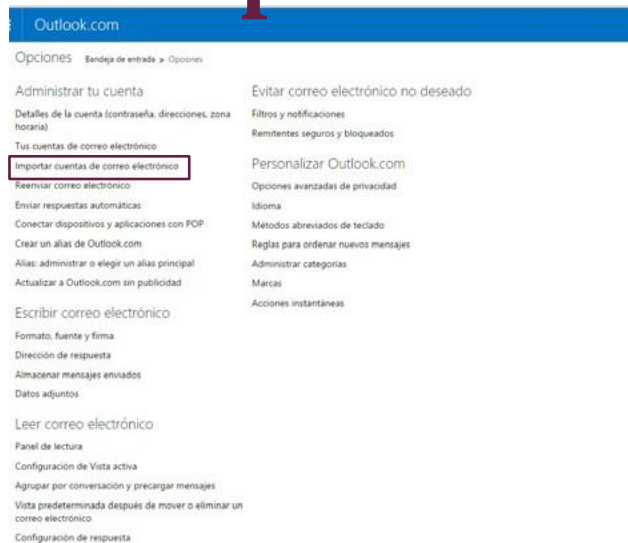 Outlook.com
Opciones Bandeja de entrada > Opciones
Administrar tu cuenta
Detalles de la cuenta (contraseña, direcciones, zona
horaria)
Tus cuentas de correo electrónico
Importar cuentas de correo electrónico
Reenviar correo electrónico
Enviar respuestas automáticas
Conectar dispositivos y aplicaciones con POP
Crear un alias de Outlook.com
Alias: administrar o elegir un alias principal
Actualizar a Outlook.com sin publicidad
Escribir correo electrónico
Formato, fuente y firma
Dirección de respuesta
Almacenar mensajes enviados
Datos adjuntos
Leer correo electrónico
Panel de lectura
Configuración de Vista activa
Agrupar por conversación y precargar mensajes
Vista predeterminada después de mover o eliminar un
correo electrónico
Configuración de respuesta
Evitar correo electrónico no deseado
Filtros y notificaciones
Remitentes seguros y bloqueados
Personalizar Outlook.com
Opciones avanzadas de privacidad
Idioma
Métodos abreviados de teclado
Reglas para ordenar nuevos mensajes
Administrar categorías
Marcas
Acciones instantáneas